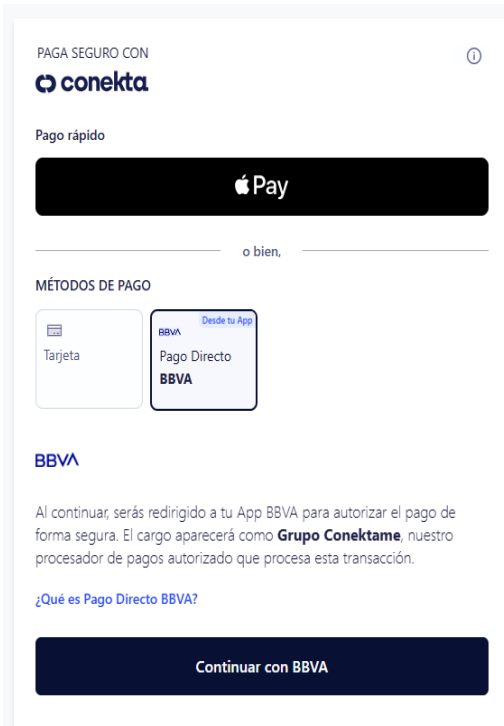 PAGA SEGURO CON
conekta
Pago rápido
Pay
o bien,
MÉTODOS DE PAGO
Tarjeta
Desde tu App
BBVA
Pago Directo
BBVA
BBVA
Al continuar, serás redirigido a tu App BBVA para autorizar el pago de
forma segura. El cargo aparecerá como Grupo Conektame, nuestro
procesador de pagos autorizado que procesa esta transacción.
¿Qué es Pago Directo BBVA?
Continuar con BBVA